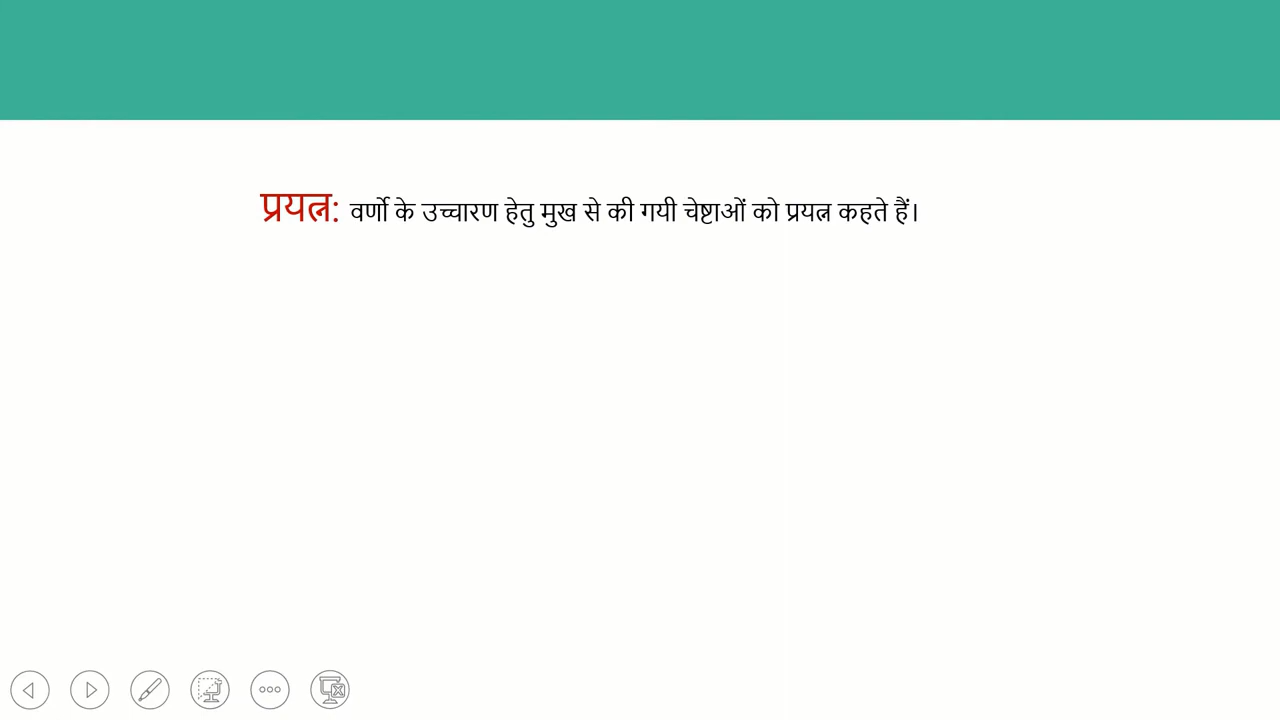 प्रयत्न: वर्णो के उच्चारण हेतु मुख से की गयी चेष्टाओं को प्रयत्न कहते हैं।